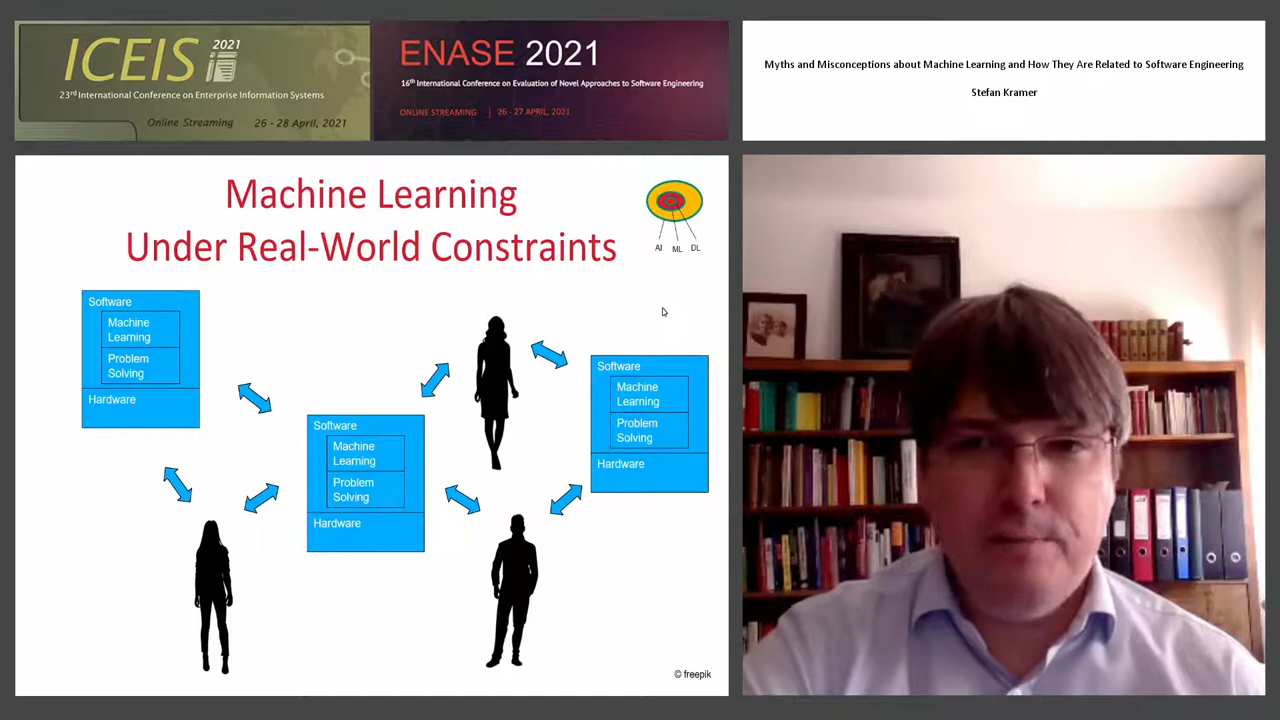 ICEIS 2021
23rd International Conference on Enterprise Information Systems
Online Streaming 26 - 28 April, 2021
ENASE 2021
16th International Conference on Evaluation of Novel Approaches to Software Engineering
ONLINE STREAMING | 26 - 27 APRIL, 2021
Myths and Misconceptions about Machine Learning and How They Are Related to Software Engineering
Stefan Kramer
Machine Learning
Under Real-World Constraints
AI ML DL
Software
Machine
Learning
Problem
Solving
Hardware
Software
Machine
Learning
Problem
Solving
Hardware
Software
Machine
Learning
Problem
Solving
Hardware
© freepik